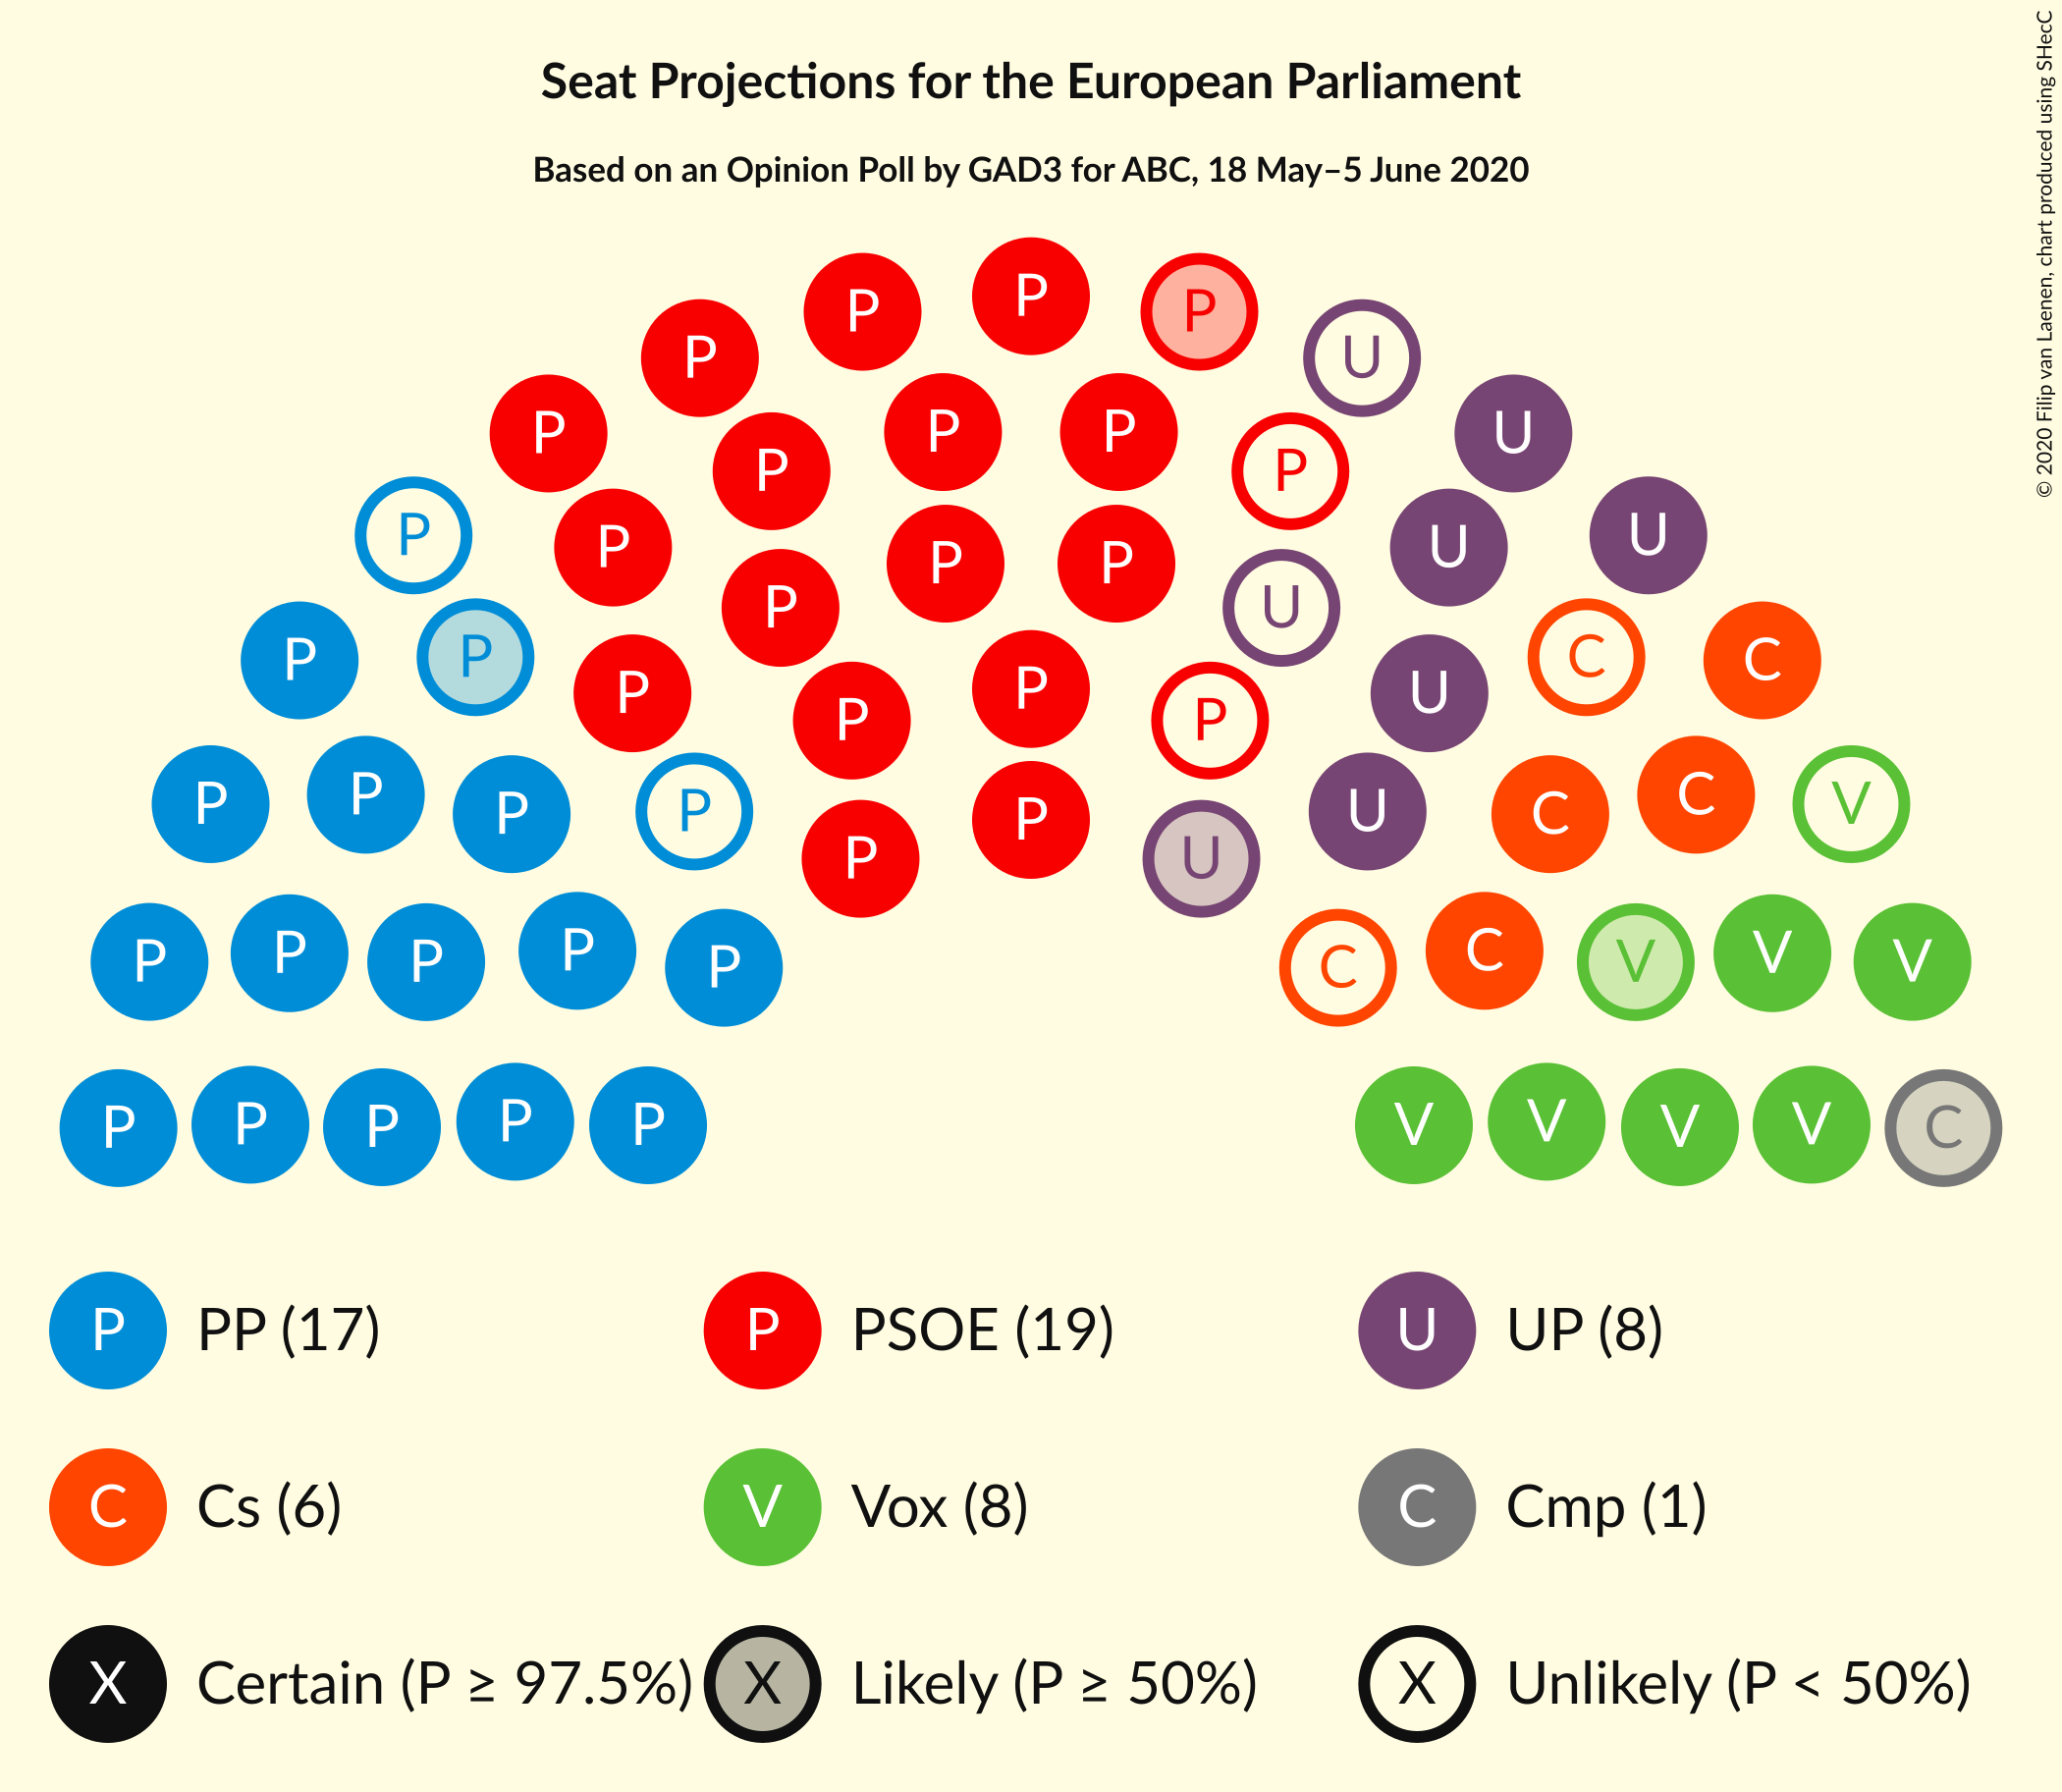 Seat Projections for the European Parliament
Based on an Opinion Poll by GAD3 for ABC, 18 May–5 June 2020
© 2020 Filip van Laenen, chart produced using SHecC
P
P P P U
P P P U
P P P U
P P P P U U
P P U
P P C C
P P U
P P P C C V
P P U
P P P P P C C V V V
P P P P P V V V V C
P PP (17) P PSOE (19) U UP (8)
C Cs (6) V Vox (8) C Cmp (1)
X Certain (P ≥ 97.5%) X Likely (P ≥ 50%) X Unlikely (P < 50%)